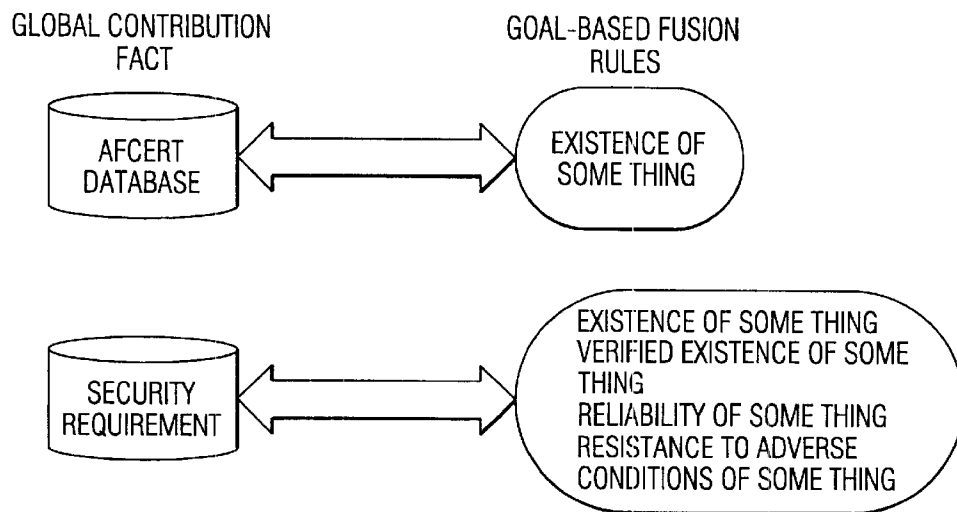 GLOBAL CONTRIBUTION
FACT
GOAL-BASED FUSION
RULES
AFCERT
DATABASE
EXISTENCE OF
SOME THING
SECURITY
REQUIREMENT
EXISTENCE OF SOME THING
VERIFIED EXISTENCE OF SOME
THING
RELIABILITY OF SOME THING
RESISTANCE TO ADVERSE
CONDITIONS OF SOME THING